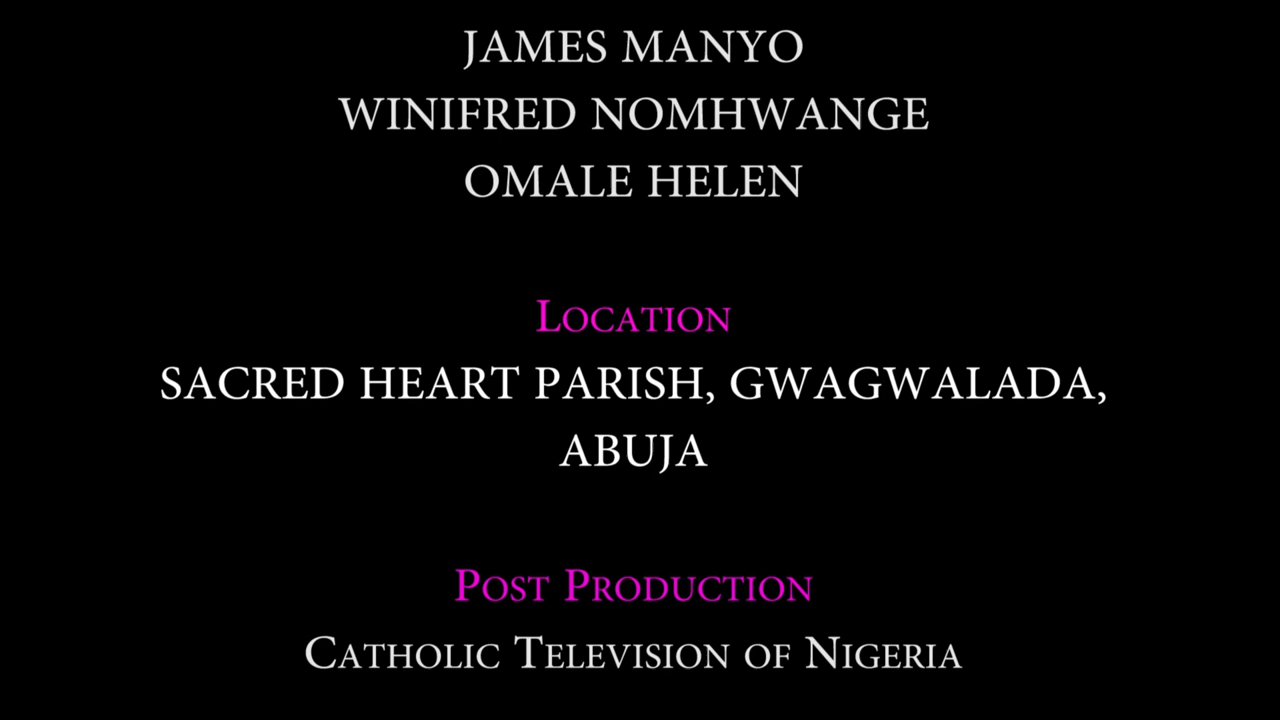 JAMES MANYO
WINIFRED NOMHWANGE
OMALE HELEN
LOCATION
SACRED HEART PARISH, GWAGWALADA,
ABUJA
POST PRODUCTION
CATHOLIC TELEVISION OF NIGERIA